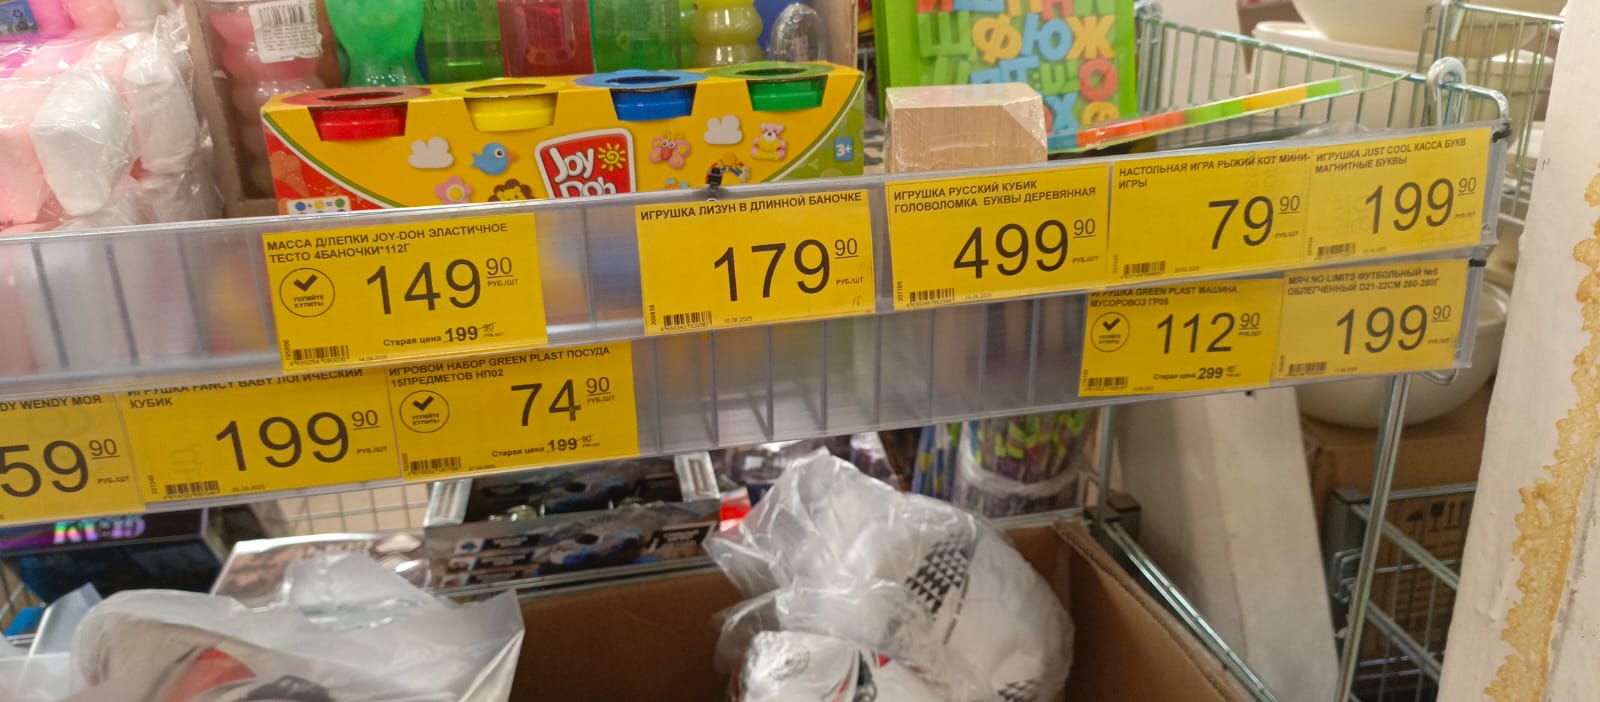 Joy
Doh
3+
МАССА Д/ЛЕПКИ JOY-DOH ЭЛАСТИЧНОЕ
ТЕСТО 4БАНОЧКИ*112Г
УСПЕЙТЕ
КУПИТЬ!
149 90
РУБ./ШТ
Старая цена 199 90
ИГРУШКА ЛИЗУН В ДЛИННОЙ БАНОЧКЕ
179 90
РУБ./ШТ
ИГРУШКА РУССКИЙ КУБИК
ГОЛОВОЛОМКА БУКВЫ ДЕРЕВЯННАЯ
499 90
РУБ./ШТ
НАСТОЛЬНАЯ ИГРА РЫЖИЙ КОТ МИНИ-
ИГРЫ
79 90
РУБ./ШТ
ИГРУШКА JUST COOL КАССА БУКВ
МАГНИТНЫЕ БУКВЫ
199 90
РУБ./ШТ
DY WENDY МОЯ
59 90
РУБ./ШТ
ИГРУШКА FANCY BABY ЛОГИЧЕСКИЙ
КУБИК
199 90
РУБ./ШТ
ИГРОВОЙ НАБОР GREEN PLAST ПОСУДА
15ПРЕДМЕТОВ НП02
УСПЕЙТЕ
КУПИТЬ!
74 90
РУБ./ШТ
Старая цена 199 90
ИГРУШКА GREEN PLAST МАШИНА
МУСОРОВОЗ ГР05
УСПЕЙТЕ
КУПИТЬ!
112 90
РУБ./ШТ
Старая цена 299 90
МЯЧ NO LIMITS ФУТБОЛЬНЫЙ №5
ОБЛЕГЧЕННЫЙ D21-22СМ 260-280Г
199 90
РУБ./ШТ